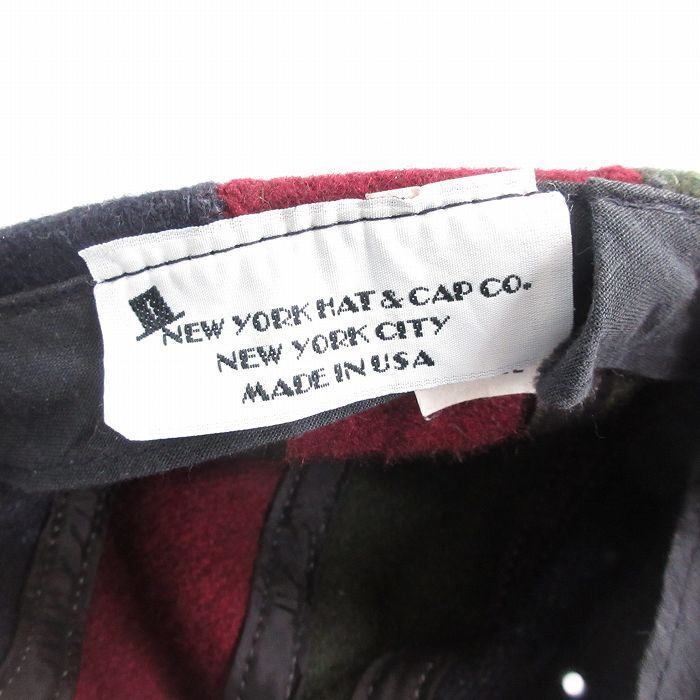 NEW YORK HAT & CAP CO.
NEW YORK CITY
MADE IN USA